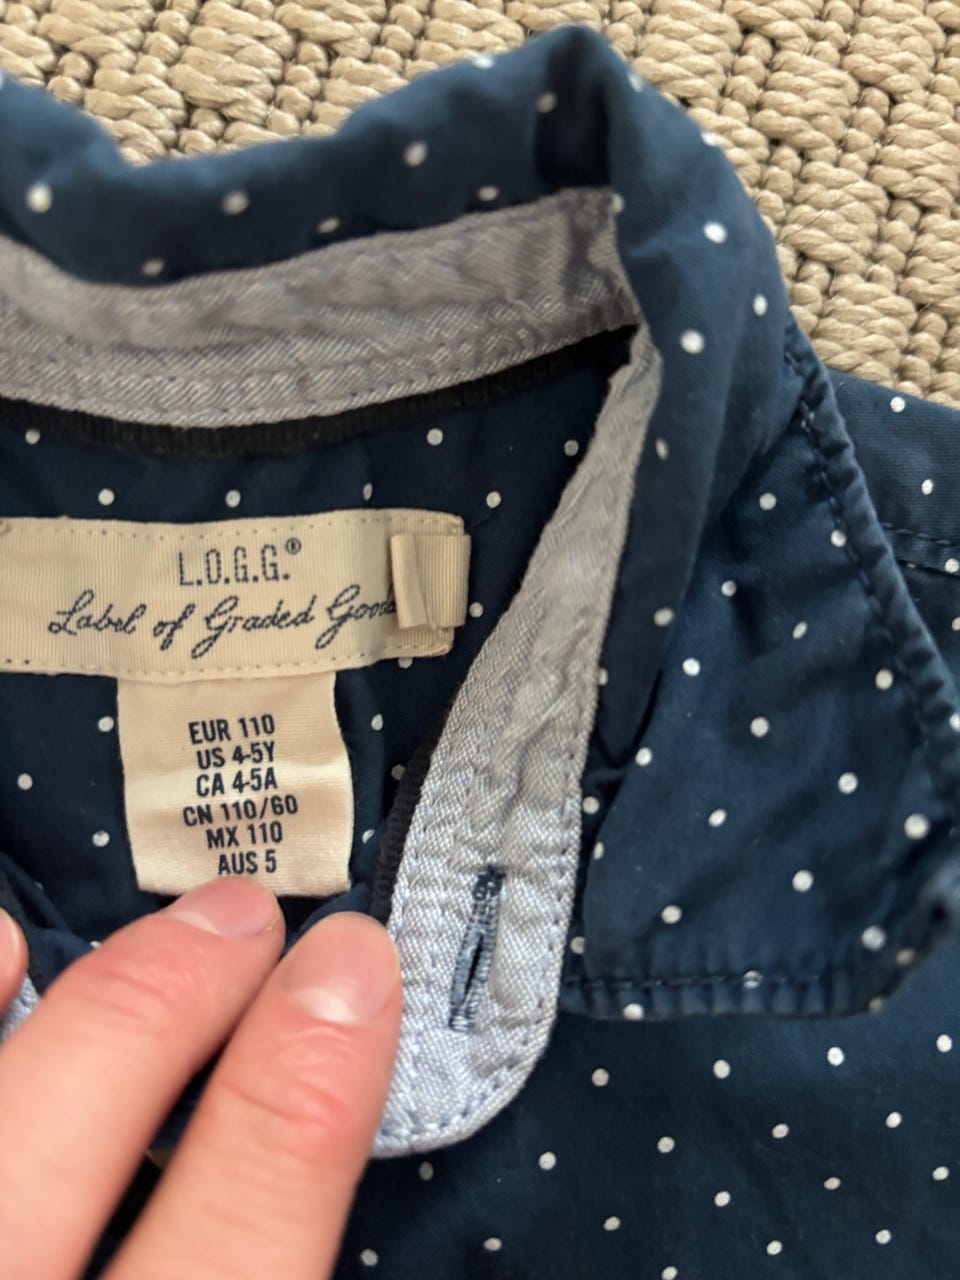 L.O.G.G.®
Label of Graded Goods
EUR 110
US 4-5Y
CA 4-5A
CN 110/60
MX 110
AUS 5